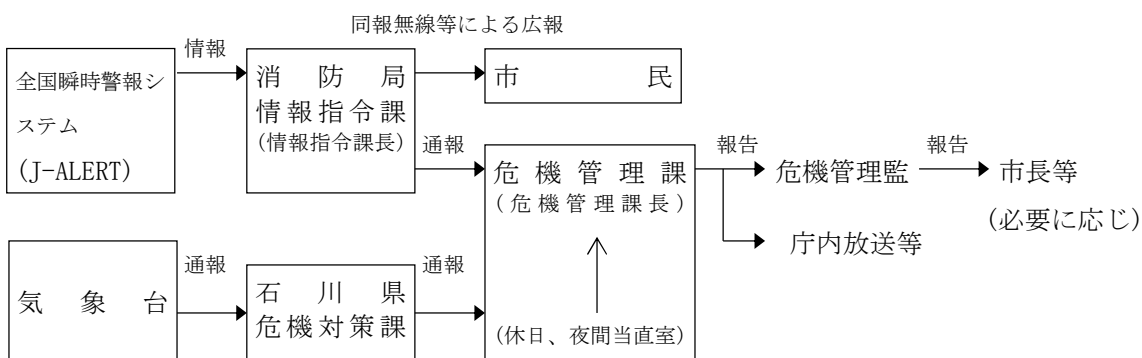 同報無線等による広報
情報
全国瞬時警報シ
ステム
(J-ALERT)
消防局
情報指令課
(情報指令課長)
市民
通報
危機管理課
(危機管理課長)
報告
危機管理監
報告
市長等
(必要に応じ)
庁内放送等
気象台
通報
石川県
危機対策課
通報
(休日、夜間当直室)